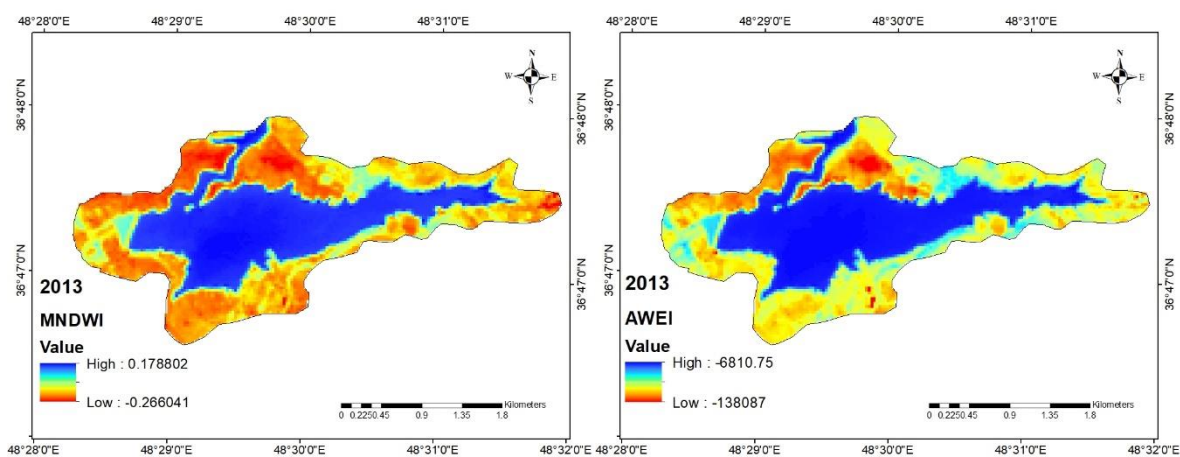 48°28'0"E 48°29'0"E 48°30'0"E 48°31'0"E
36°48'0"N
36°47'0"N
N
W E
S
36°48'0"N
36°47'0"N
2013
MNDWI
Value
High : 0.178802
Low : -0.266041
Kilometers
0 0.2250.45 0.9 1.35 1.8
48°28'0"E 48°29'0"E 48°30'0"E 48°31'0"E 48°32'0"E
48°28'0"E 48°29'0"E 48°30'0"E 48°31'0"E
36°48'0"N
36°47'0"N
N
W E
S
36°48'0"N
36°47'0"N
2013
AWEI
Value
High : -6810.75
Low : -138087
Kilometers
0 0.2250.45 0.9 1.35 1.8
48°28'0"E 48°29'0"E 48°30'0"E 48°31'0"E 48°32'0"E